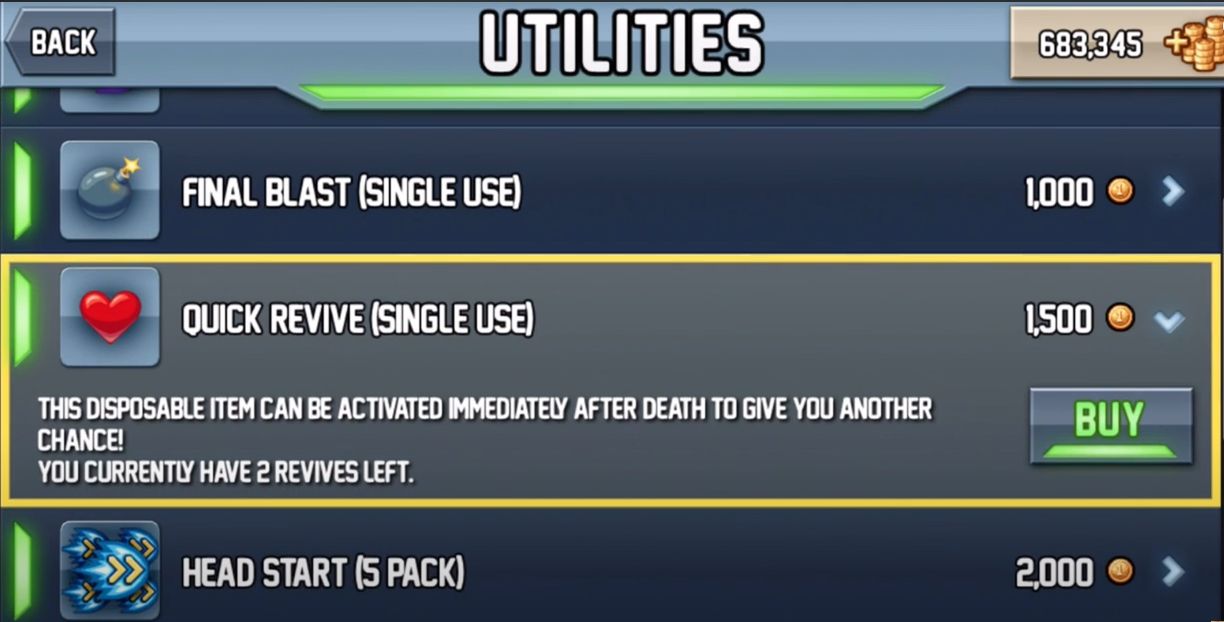 BACK
UTILITIES
683,345
FINAL BLAST (SINGLE USE)
1,000
QUICK REVIVE (SINGLE USE)
1,500
THIS DISPOSABLE ITEM CAN BE ACTIVATED IMMEDIATELY AFTER DEATH TO GIVE YOU ANOTHER
CHANCE!
YOU CURRENTLY HAVE 2 REVIVES LEFT.
BUY
HEAD START (5 PACK)
2,000